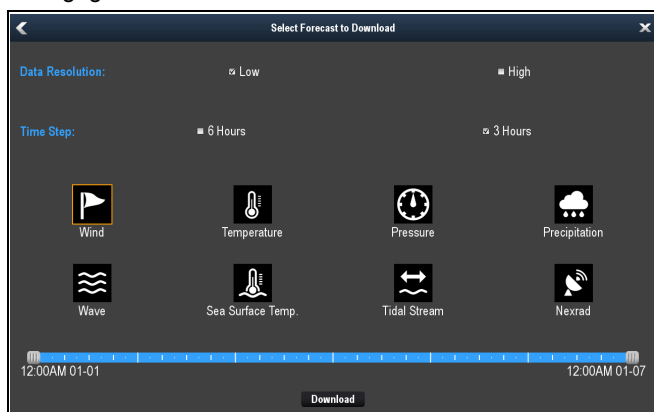 Select Forecast to Download
Data Resolution: Low High
Time Step: 6 Hours 3 Hours
Wind Temperature Pressure Precipitation
Wave Sea Surface Temp. Tidal Stream Nexrad
12:00AM 01-01 12:00AM 01-07
Download